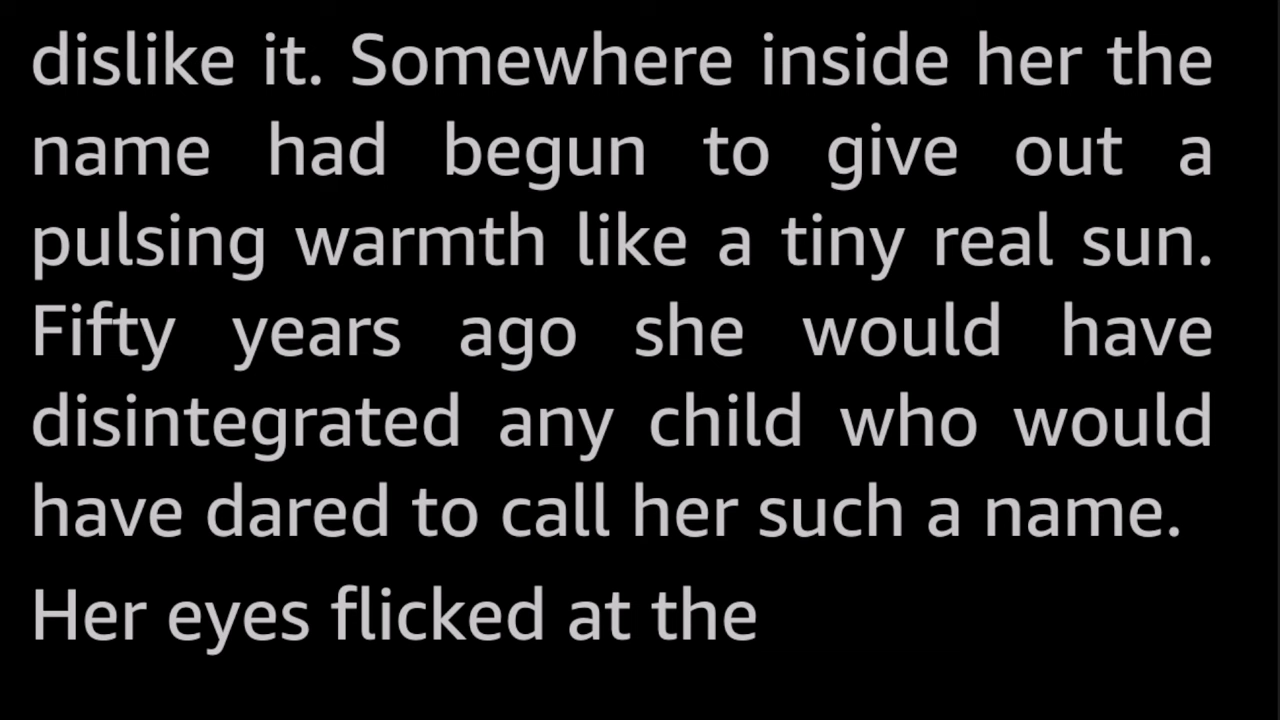 dislike it. Somewhere inside her the
name had begun to give out a
pulsing warmth like a tiny real sun.
Fifty years ago she would have
disintegrated any child who would
have dared to call her such a name.
Her eyes flicked at the